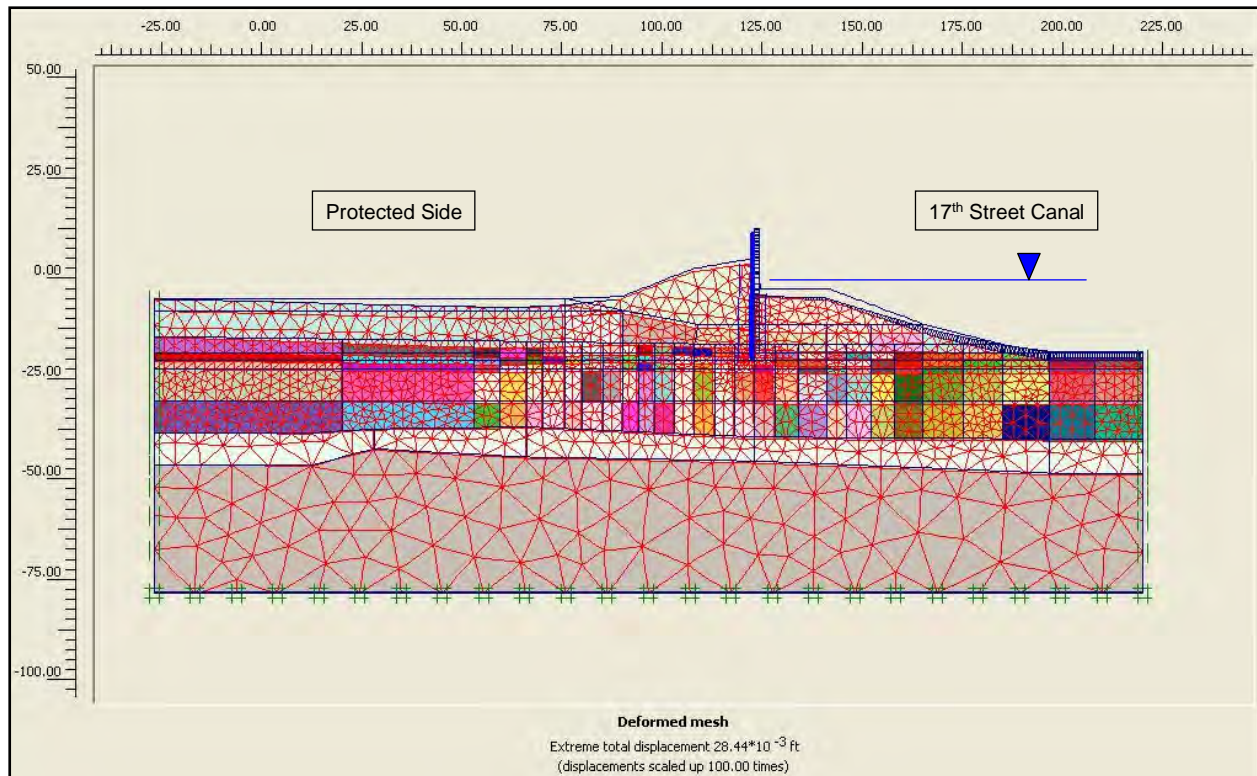 -25.00 0.00 25.00 50.00 75.00 100.00 125.00 150.00 175.00 200.00 225.00
50.00
25.00
Protected Side
17th Street Canal
0.00
-25.00
-50.00
-75.00
-100.00
Deformed mesh
Extreme total displacement 28.44*10 -3 ft
(displacements scaled up 100.00 times)